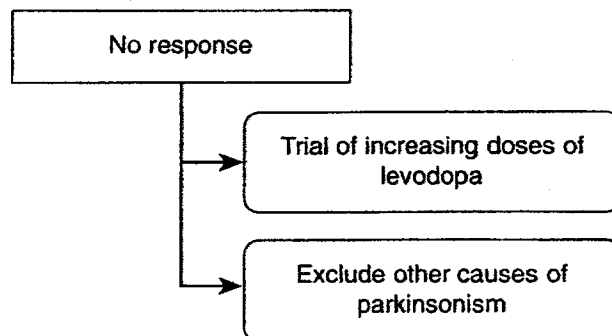 No response
Trial of increasing doses of
levodopa
Exclude other causes of
parkinsonism